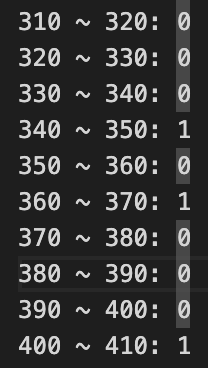 310 ~ 320: 0
320 ~ 330: 0
330 ~ 340: 0
340 ~ 350: 1
350 ~ 360: 0
360 ~ 370: 1
370 ~ 380: 0
380 ~ 390: 0
390 ~ 400: 0
400 ~ 410: 1